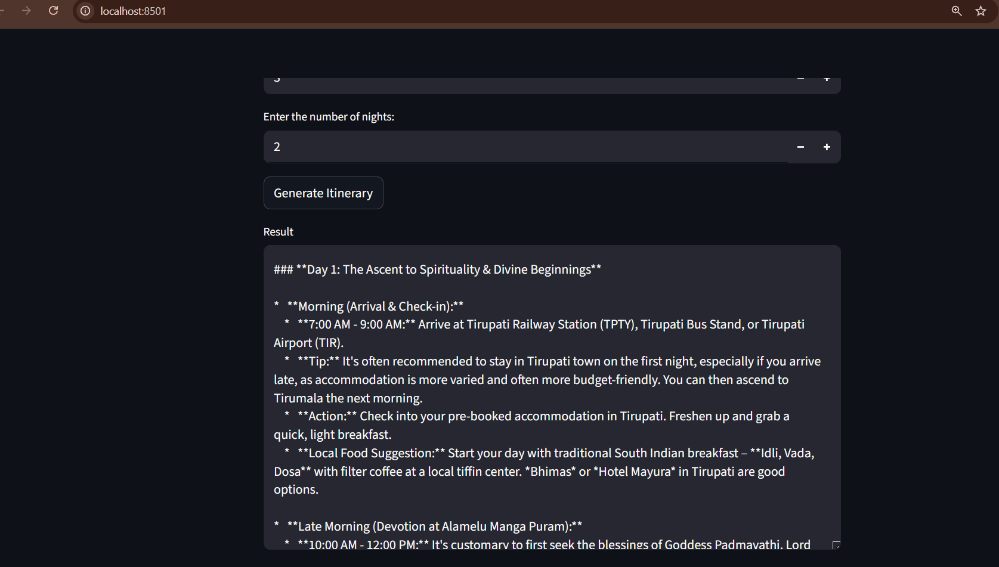 localhost:8501
Enter the number of nights:
2
Generate Itinerary
Result
### **Day 1: The Ascent to Spirituality & Divine Beginnings**
* **Morning (Arrival & Check-in):**
* **7:00 AM - 9:00 AM:** Arrive at Tirupati Railway Station (TPTY), Tirupati Bus Stand, or Tirupati
Airport (TIR).
* **Tip:** It's often recommended to stay in Tirupati town on the first night, especially if you arrive
late, as accommodation is more varied and often more budget-friendly. You can then ascend to
Tirumala the next morning.
* **Action:** Check into your pre-booked accommodation in Tirupati. Freshen up and grab a
quick, light breakfast.
* **Local Food Suggestion:** Start your day with traditional South Indian breakfast – **Idli, Vada,
Dosa** with filter coffee at a local tiffin center. *Bhimas* or *Hotel Mayura* in Tirupati are good
options.
* **Late Morning (Devotion at Alamelu Manga Puram):**
* **10:00 AM - 12:00 PM:** It's customary to first seek the blessings of Goddess Padmavathi, Lord